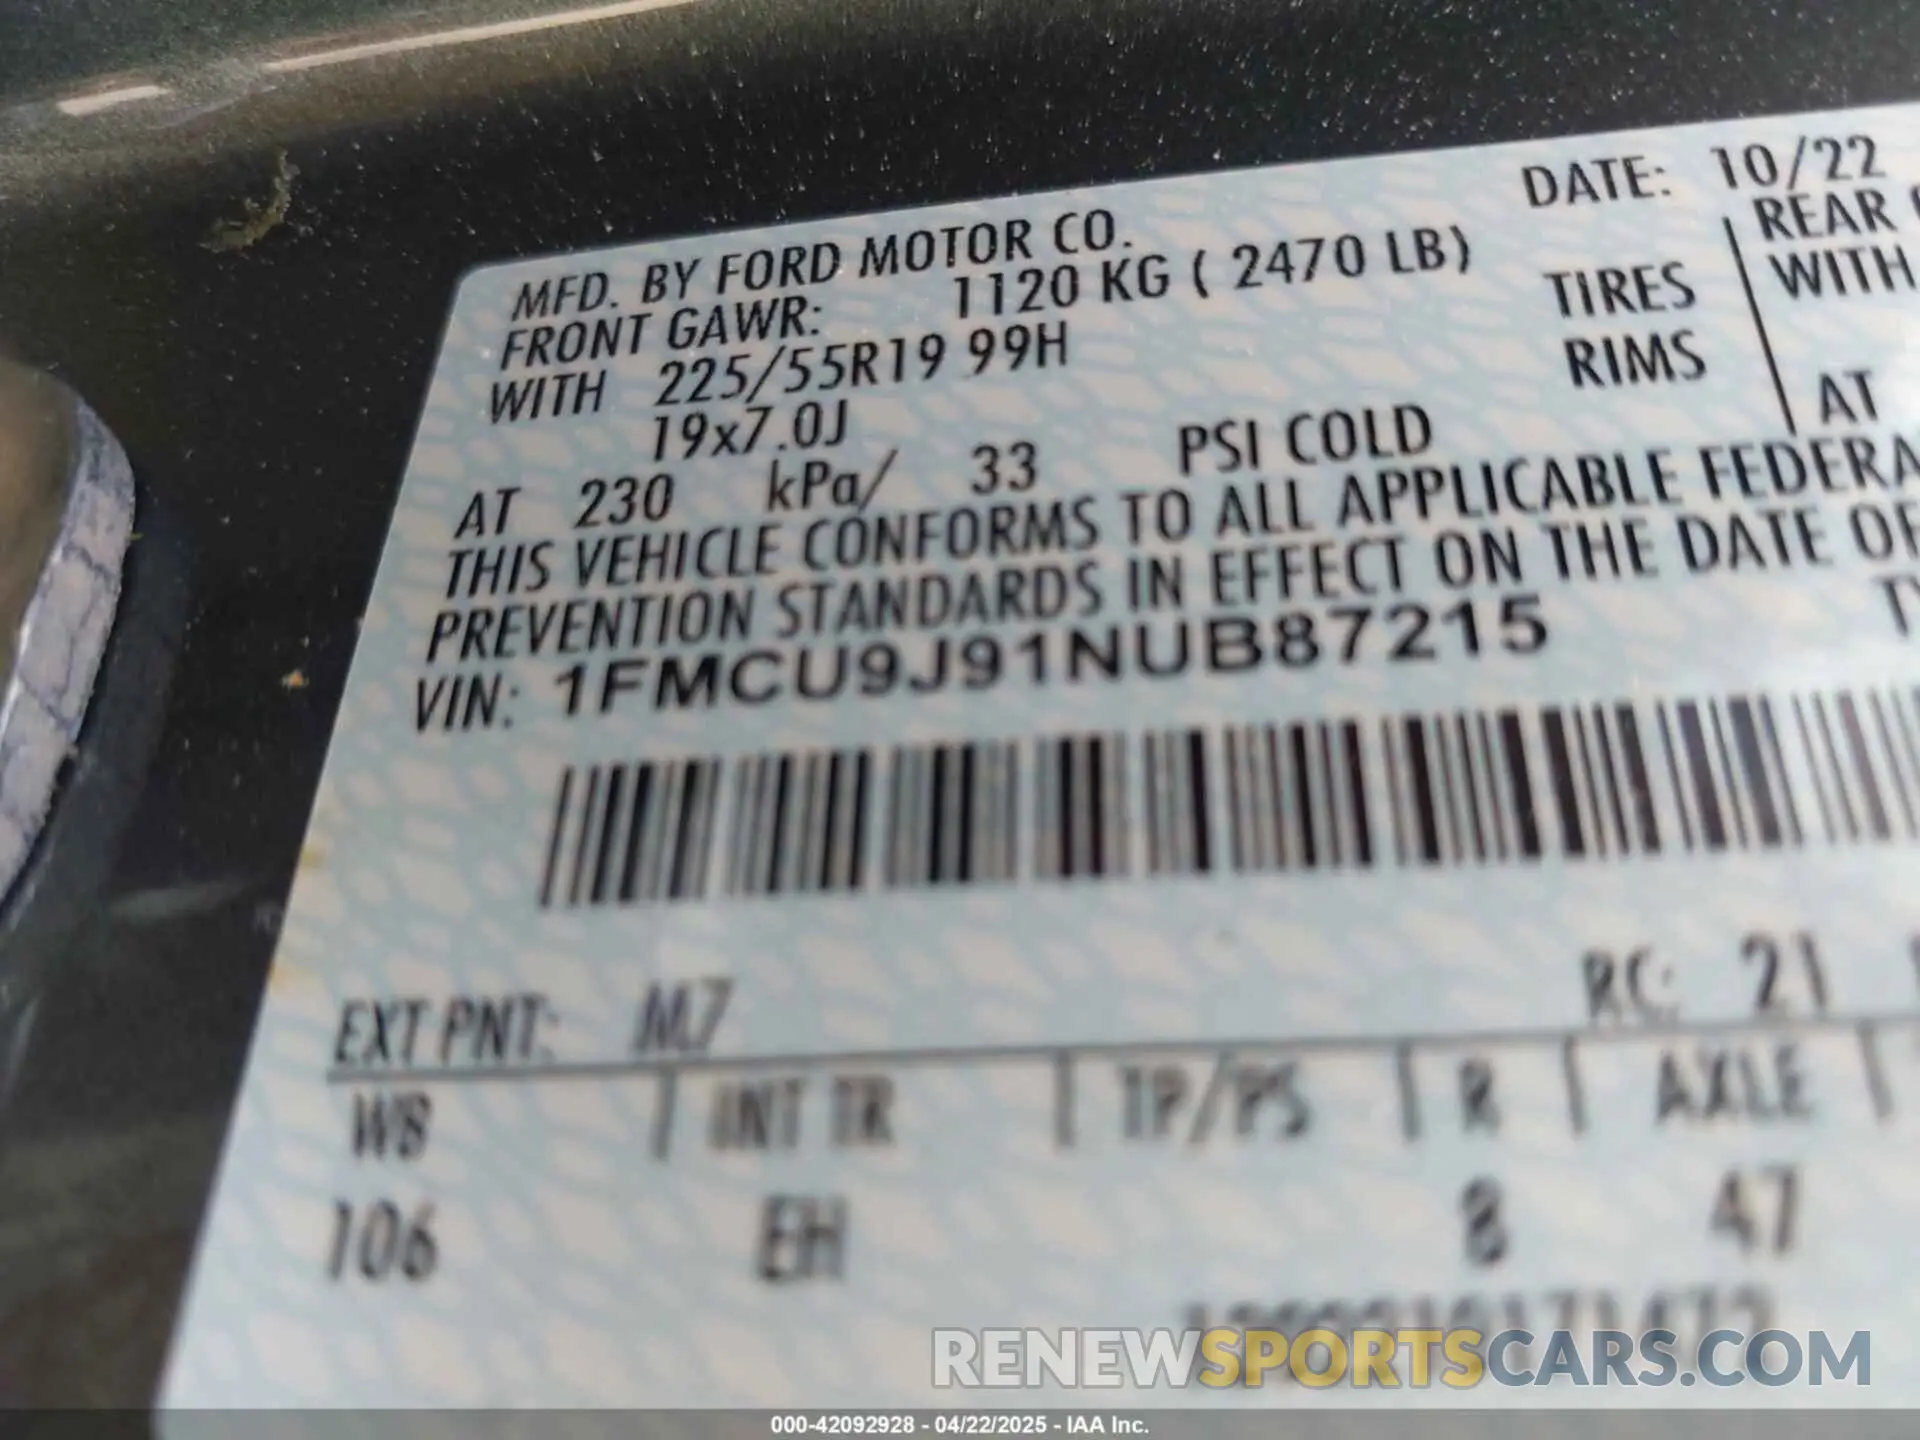 DATE: 10/22
MFD. BY FORD MOTOR CO.
FRONT GAWR: 1120 KG ( 2470 LB)
REAR
WITH 225/55R19 99H TIRES WITH
19x7.0J RIMS
AT 230 kPa/ 33 PSI COLD AT
THIS VEHICLE CONFORMS TO ALL APPLICABLE FEDERA
PREVENTION STANDARDS IN EFFECT ON THE DATE OF
VIN: 1FMCU9J91NUB87215
EXT PNT: M7 RC: 21
WB | INT TR | TP/PS | R | AXLE |
106 EH 8 47
RENEWSPORTSCARS.COM
000-42092928 - 04/22/2025 - IAA Inc.